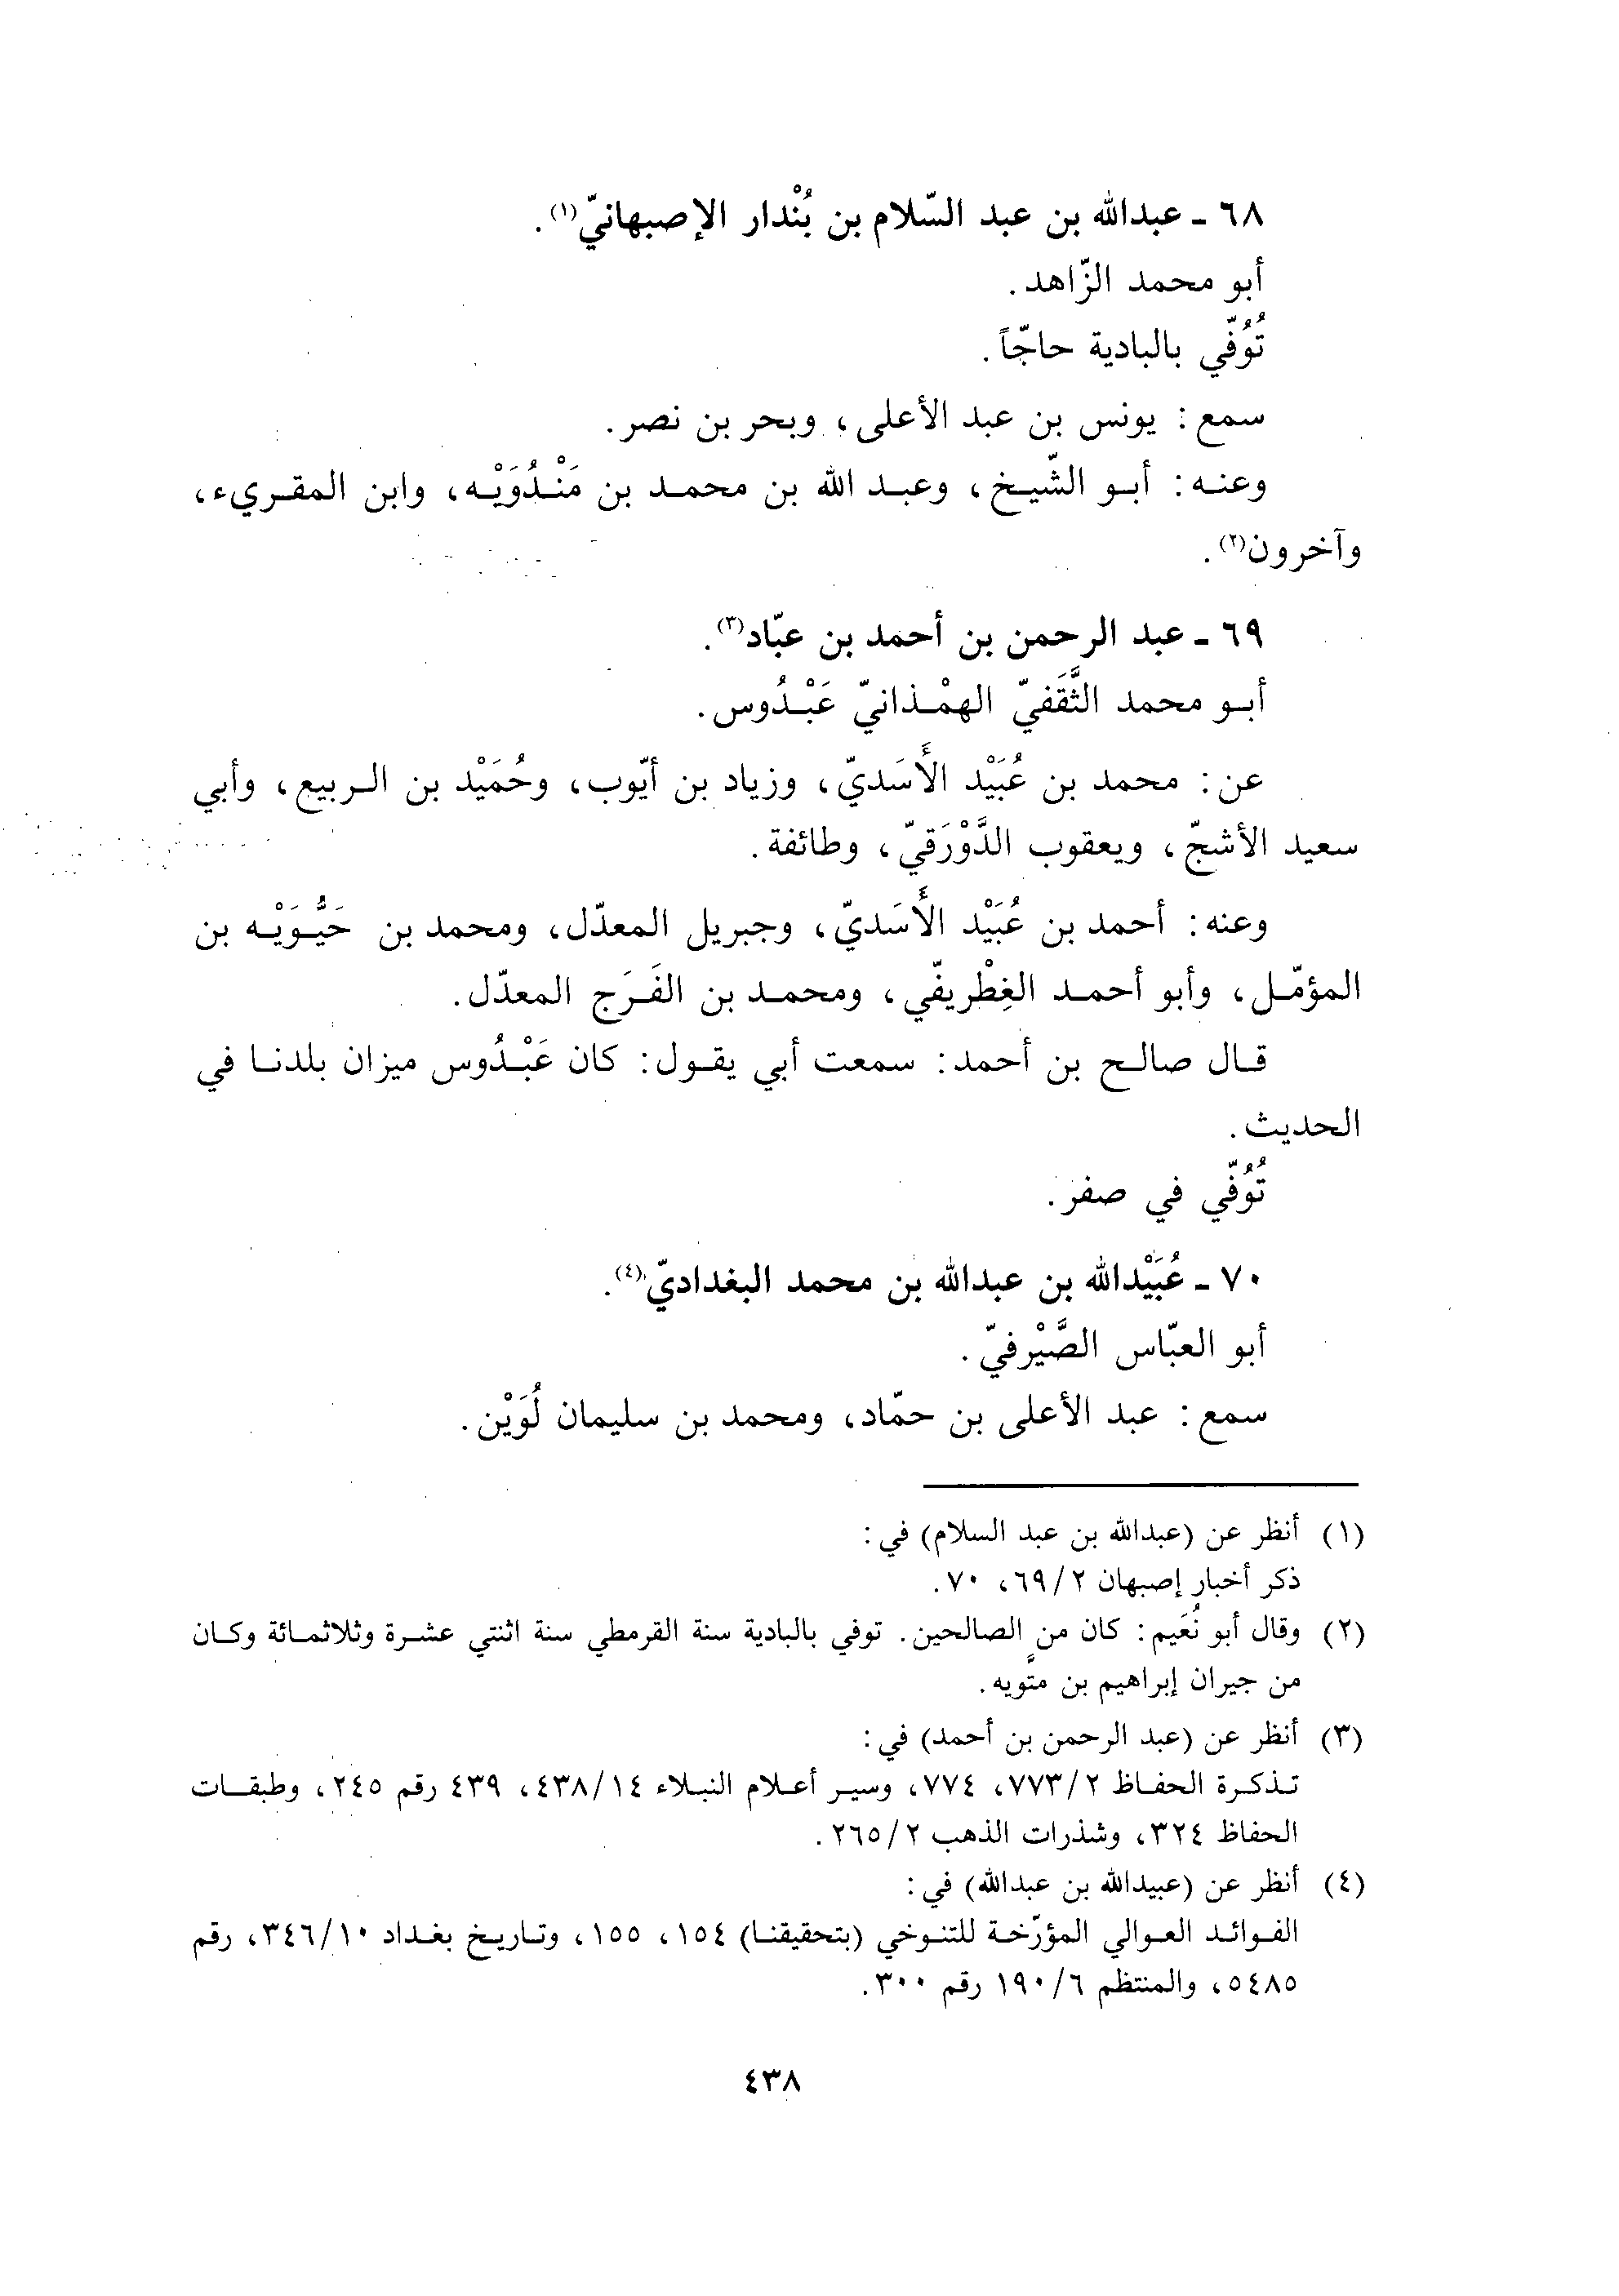 ٦٨ ـ عبدالله بن عبد السّلام بن بُنْدار الإصبهانيّ(١).
أبو محمد الزّاهد.
تُوُفّي بالبادية حاجّاً.
سمع: يونس بن عبد الأعلى، وبحر بن نصر.
وعنه: أبو الشّيخ، وعبد الله بن محمد بن مَنْدُوَيْه، وابن المقريء،
وآخرون(٢).
٦٩ ـ عبد الرحمن بن أحمد بن عبّاد(٣).
أبو محمد الثَّقَفيّ الهمْذانيّ عَبْدُوس.
عن: محمد بن عُبَيْد الأَسَديّ، وزياد بن أيّوب، وحُمَيْد بن الربيع، وأبي
سعيد الأشجّ، ويعقوب الدَّوْرَقيّ، وطائفة.
وعنه: أحمد بن عُبَيْد الأَسَديّ، وجبريل المعدّل، ومحمد بن حَيُّوَيْه بن
المؤمّل، وأبو أحمد الغِطْريفّي، ومحمد بن الفَرَج المعدّل.
قال صالح بن أحمد: سمعت أبي يقول: كان عَبْدُوس ميزان بلدنا في
الحديث.
تُوُفّي في صفر.
٧٠ ـ عُبَيْدالله بن عبدالله بن محمد البغداديّ(٤).
أبو العبّاس الصَّيْرفيّ.
سمع: عبد الأعلى بن حمّاد، ومحمد بن سليمان لُوَيْن.
(١) أنظر عن (عبدالله بن عبد السلام) في:
ذكر أخبار إصبهان ٦٩/٢، ٧٠.
(٢) وقال أبو نُعَيم: كان من الصالحين. توفي بالبادية سنة القرمطي سنة اثنتي عشرة وثلاثمائة وكان
من جيران إبراهيم بن متَّويه.
(٣) أنظر عن (عبد الرحمن بن أحمد) في:
تذكرة الحفاظ ٧٧٣/٢، ٧٧٤، وسير أعلام النبلاء ٤٣٨/١٤، ٤٣٩ رقم ٢٤٥، وطبقات
الحفاظ ٣٢٤، وشذرات الذهب ٢٦٥/٢.
(٤) أنظر عن (عبيدالله بن عبدالله) في:
الفوائد العوالي المؤرّخة للتنوخي (بتحقيقنا) ١٥٤، ١٥٥، وتاريخ بغداد ٣٤٦/١٠، رقم
٥٤٨٥، والمنتظم ١٩٠/٦ رقم ٣٠٠.
٤٣٨